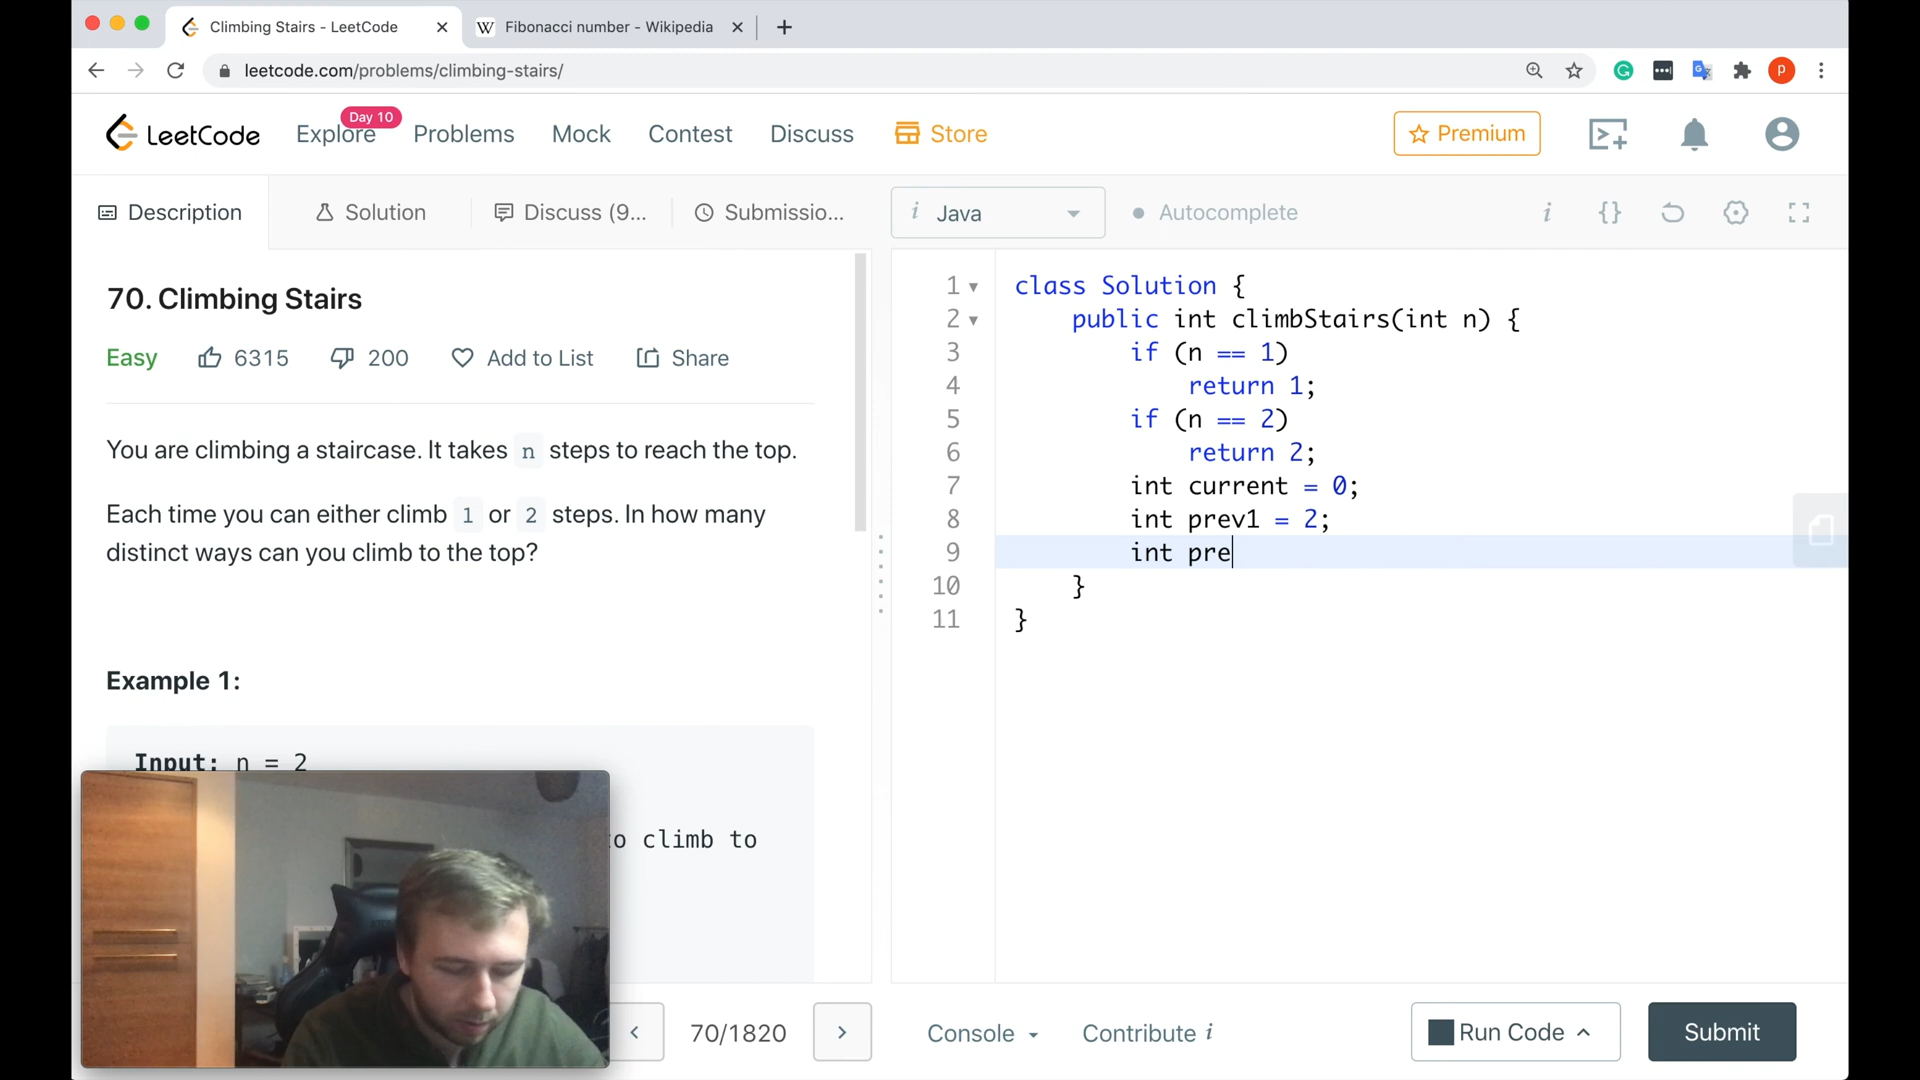 Climbing Stairs - LeetCode
W Fibonacci number - Wikipedia
leetcode.com/problems/climbing-stairs/
P
LeetCode
Explore
Day 10
Problems
Mock
Contest
Discuss
Store
Premium
Description
Solution
Discuss (9...
Submissio...
i Java
Autocomplete
i
{}
70. Climbing Stairs
Easy
6315
200
Add to List
Share
You are climbing a staircase. It takes n steps to reach the top.
Each time you can either climb 1 or 2 steps. In how many
distinct ways can you climb to the top?
Example 1:
Input: n = 2
to climb to
1 class Solution {
2 public int climbStairs(int n) {
3 if (n == 1)
4 return 1;
5 if (n == 2)
6 return 2;
7 int current = 0;
8 int prev1 = 2;
9 int pre
10 }
11 }
70/1820
Console
Contribute i
Run Code
Submit